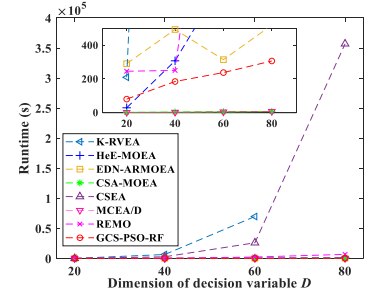 ×10⁵
4
3.5
3
2.5
2
1.5
1
0.5
0
Runtime (s)
400
200
0
20 40 60 80
K-RVEA
HeE-MOEA
EDN-ARMOEA
CSA-MOEA
CSEA
MCEA/D
REMO
GCS-PSO-RF
20 40 60 80
Dimension of decision variable D